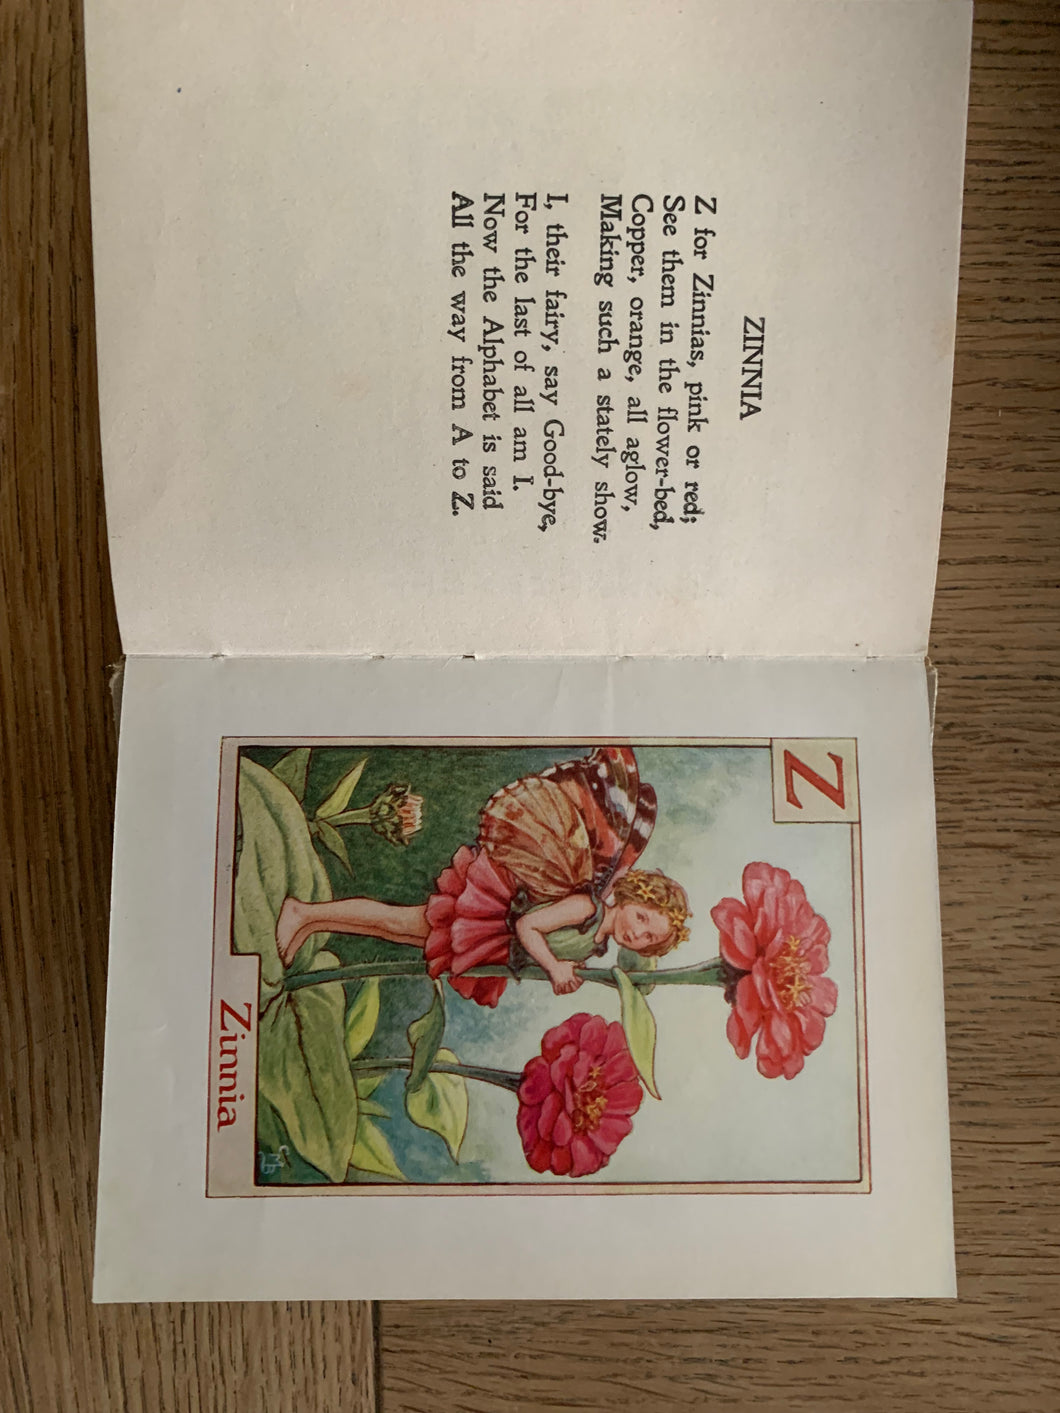 ZINNIA
Z for Zinnias, pink or red;
See them in the flower-bed,
Copper, orange, all aglow,
Making such a stately show.
I, their fairy, say Good-bye,
For the last of all am I.
Now the Alphabet is said
All the way from A to Z.
Z
Zinnia
CMB